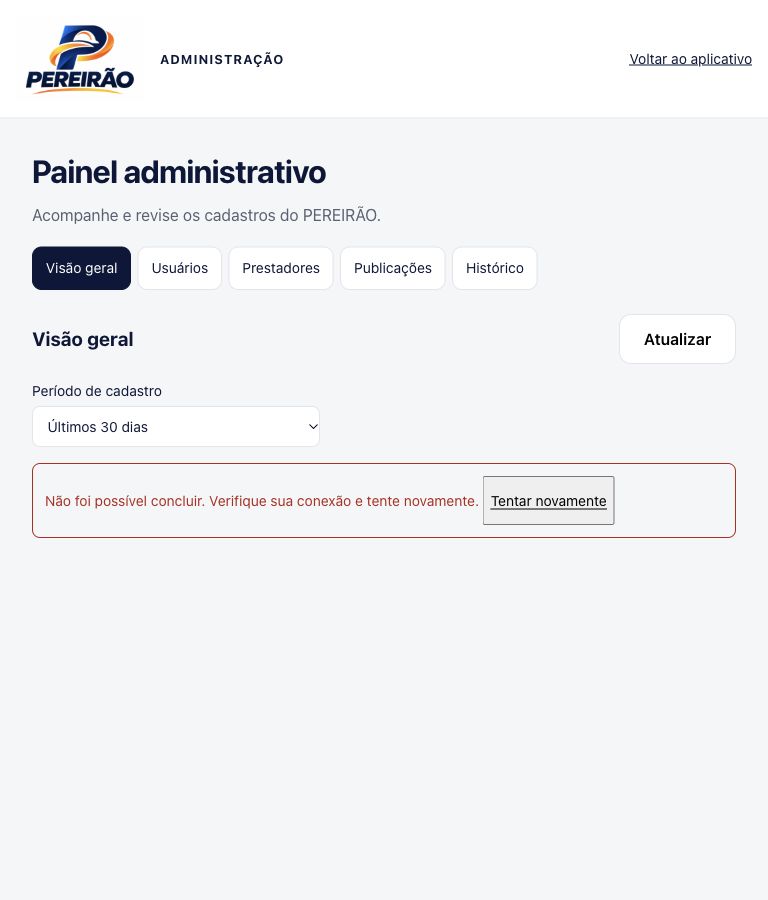 PEREIRÃO
ADMINISTRAÇÃO
Voltar ao aplicativo
Painel administrativo
Acompanhe e revise os cadastros do PEREIRÃO.
Visão geral
Usuários
Prestadores
Publicações
Histórico
Visão geral
Atualizar
Período de cadastro
Últimos 30 dias
Não foi possível concluir. Verifique sua conexão e tente novamente. Tentar novamente